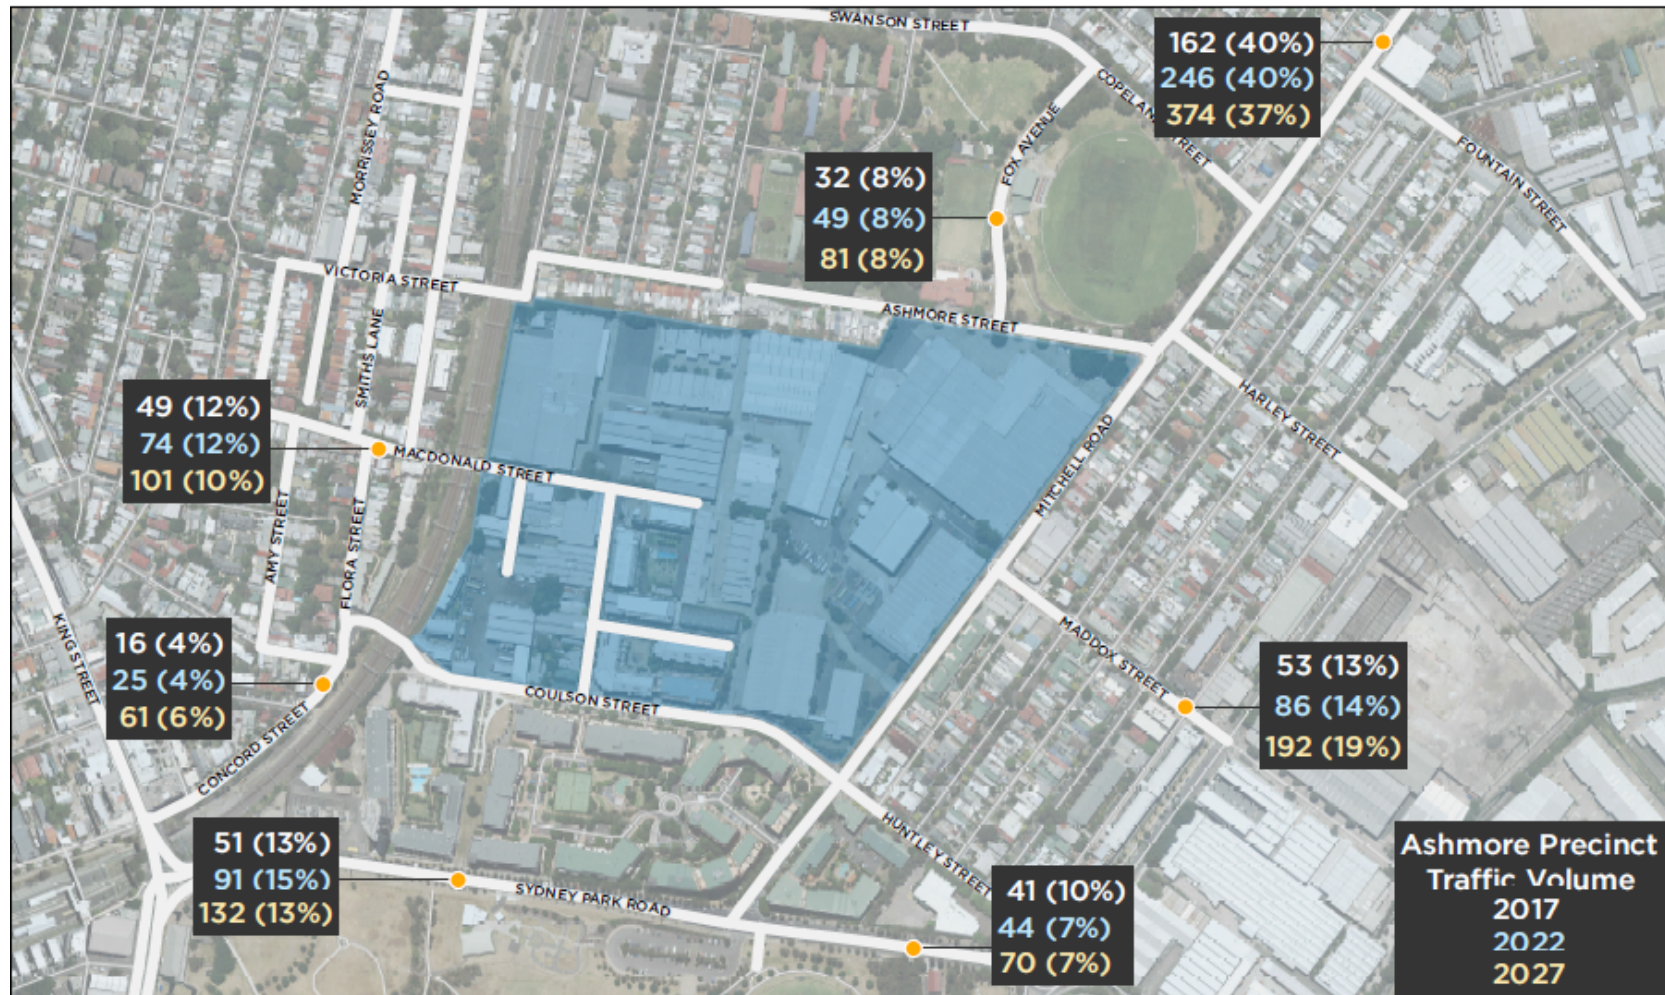 SWANSON STREET
162 (40%)
246 (40%)
374 (37%)
MORRISSEY ROAD
FOX AVENUE
STREET
FOUNTAIN STREET
32 (8%)
49 (8%)
81 (8%)
VICTORIA STREET
ASHMORE STREET
SMITHS LANE
HARLEY STREET
49 (12%)
74 (12%)
101 (10%)
MACDONALD STREET
MITCHELL ROAD
AMY STREET
FLORA STREET
KING STREET
16 (4%)
25 (4%)
61 (6%)
MADDOX STREET
53 (13%)
86 (14%)
192 (19%)
CONCORD STREET
COULSON STREET
51 (13%)
91 (15%)
132 (13%)
SYDNEY PARK ROAD
HUNTLEY STREET
41 (10%)
44 (7%)
70 (7%)
Ashmore Precinct
Traffic Volume
2017
2022
2027